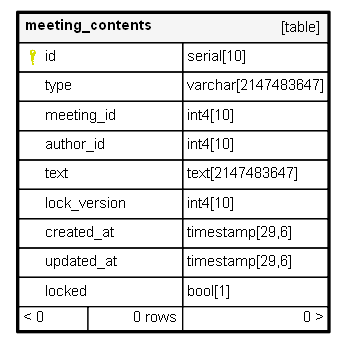 meeting_contents [table]
id serial[10]
type varchar[2147483647]
meeting_id int4[10]
author_id int4[10]
text text[2147483647]
lock_version int4[10]
created_at timestamp[29,6]
updated_at timestamp[29,6]
locked bool[1]
< 0 0 rows 0 >